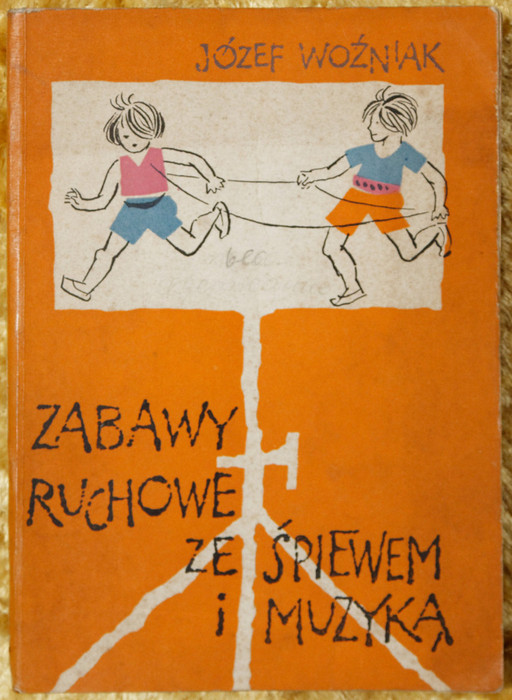 JÓZEF WOŹNIAK
ZABAWY
RUCHOWE
ZE ŚPIEWEM
i MUZYKĄ